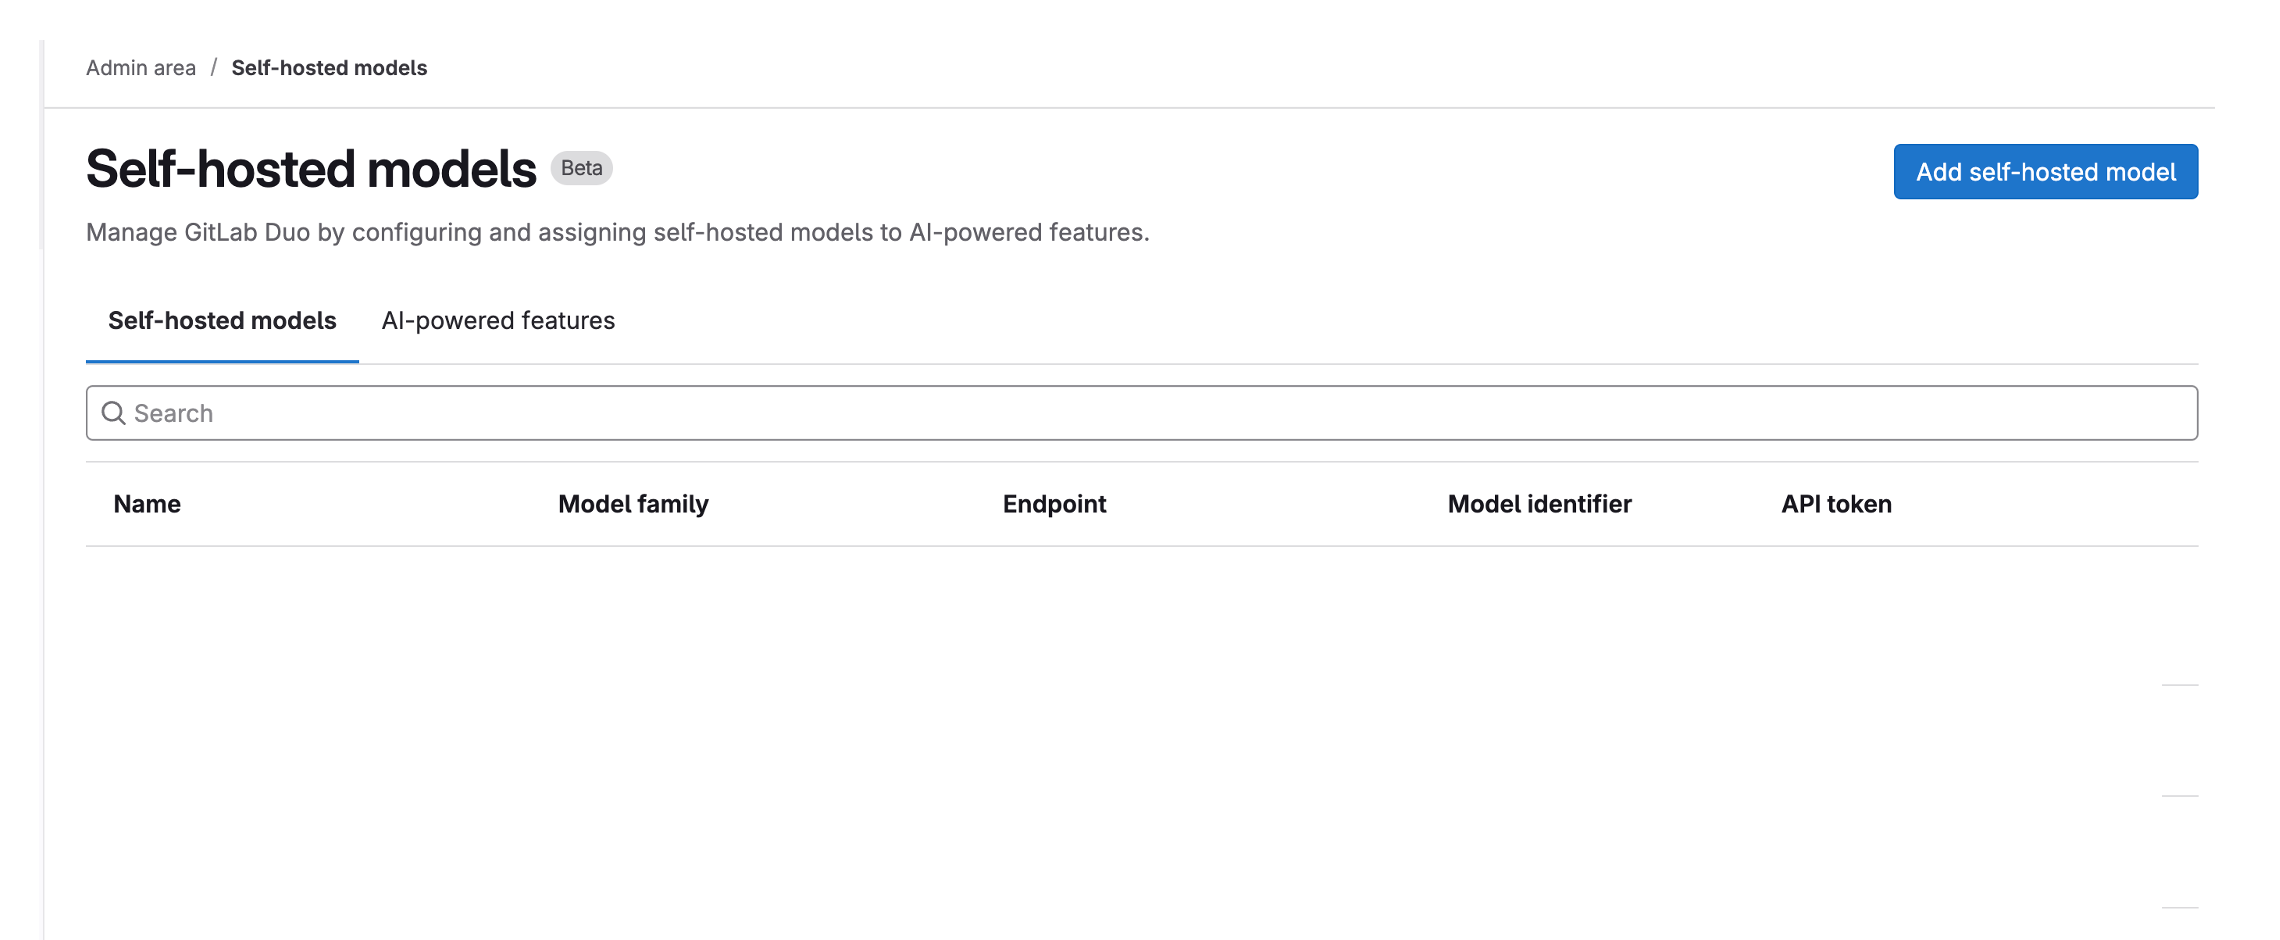 Admin area / Self-hosted models
Self-hosted models Beta
Add self-hosted model
Manage GitLab Duo by configuring and assigning self-hosted models to AI-powered features.
Self-hosted models AI-powered features
Search
Name Model family Endpoint Model identifier API token